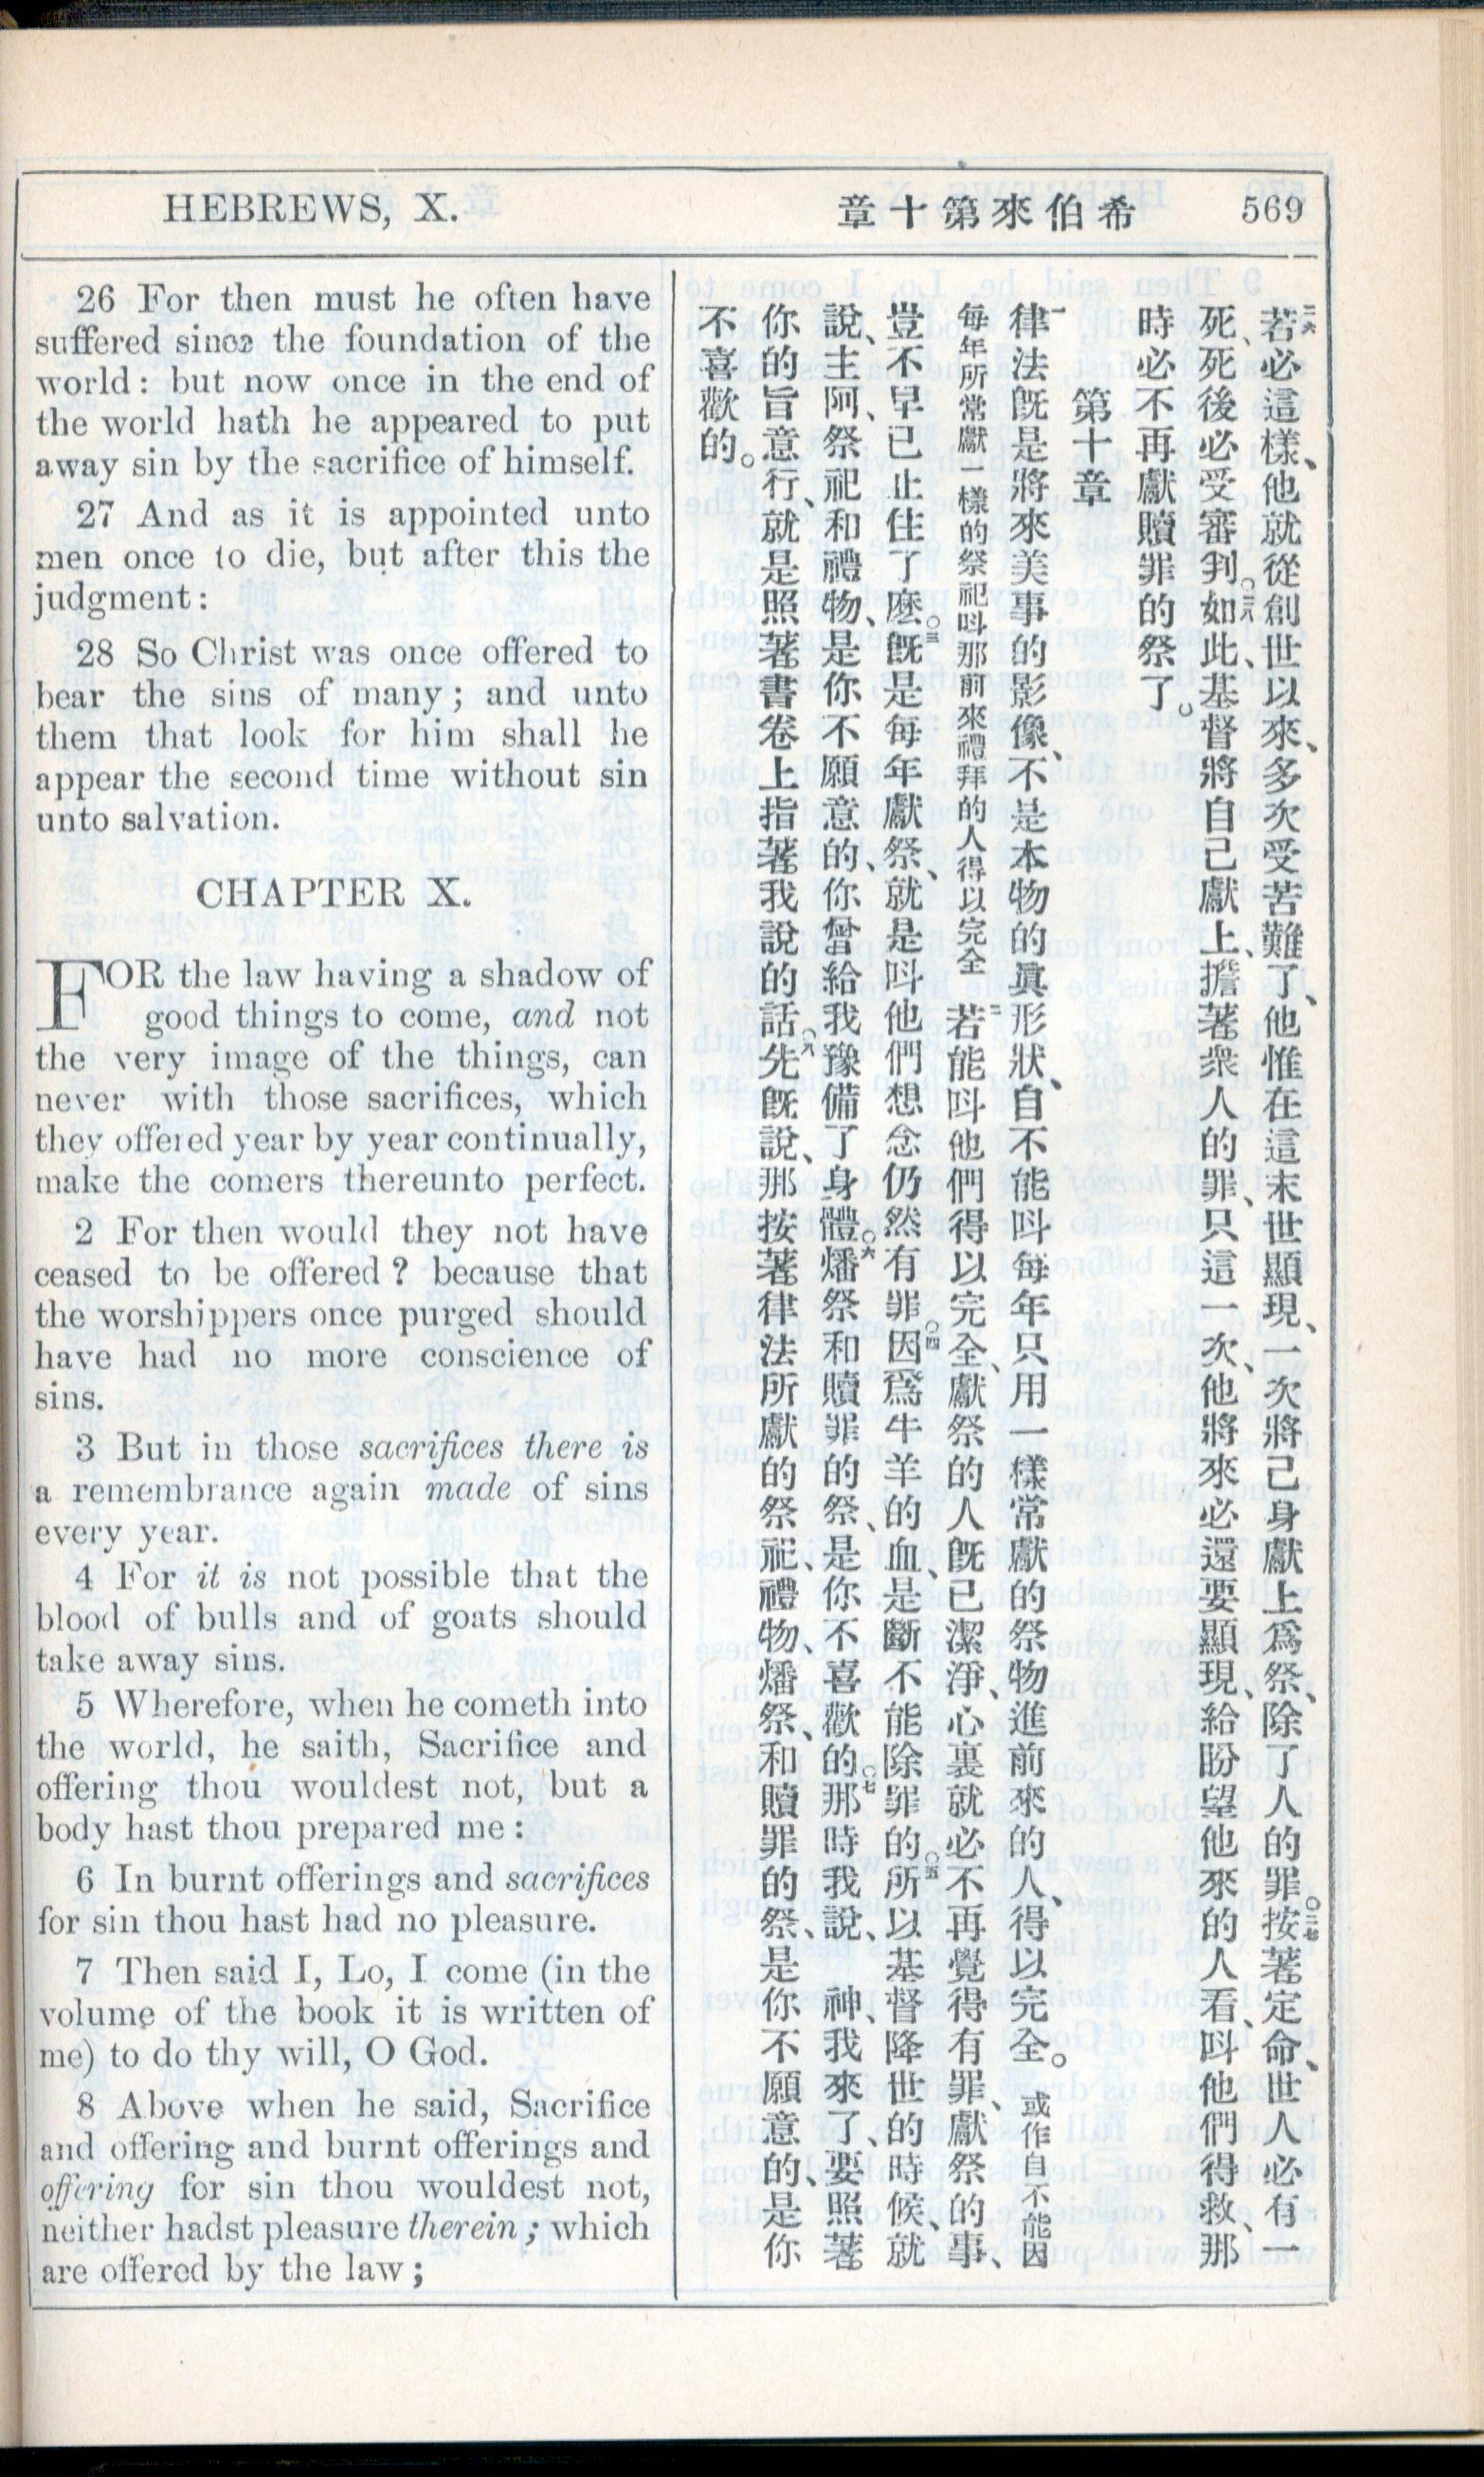 HEBREWS, X.
希伯來第十章
569
26 For then must he often have
suffered since the foundation of the
world: but now once in the end of
the world hath he appeared to put
away sin by the sacrifice of himself.
27 And as it is appointed unto
men once to die, but after this the
judgment:
28 So Christ was once offered to
bear the sins of many; and unto
them that look for him shall he
appear the second time without sin
unto salvation.
CHAPTER X.
FOR the law having a shadow of
good things to come, and not
the very image of the things, can
never with those sacrifices, which
they offered year by year continually,
make the comers thereunto perfect.
2 For then would they not have
ceased to be offered? because that
the worshippers once purged should
have had no more conscience of
sins.
3 But in those sacrifices there is
a remembrance again made of sins
every year.
4 For it is not possible that the
blood of bulls and of goats should
take away sins.
5 Wherefore, when he cometh into
the world, he saith, Sacrifice and
offering thou wouldest not, but a
body hast thou prepared me:
6 In burnt offerings and sacrifices
for sin thou hast had no pleasure.
7 Then said I, Lo, I come (in the
volume of the book it is written of
me) to do thy will, O God.
8 Above when he said, Sacrifice
and offering and burnt offerings and
offering for sin thou wouldest not,
neither hadst pleasure therein; which
are offered by the law;
二六若必這樣、他就從創世以來、多次受苦難了、他惟在這末世顯現、一次將己身獻上爲祭、除了人的罪。○二七按著定命、世人必有一
死、死後必受審判。○二八如此、基督將自己獻上、擔著衆人的罪、只這一次、他將來必還要顯現、給盼望他來的人看、呌他們得救、那
時必不再獻贖罪的祭了。
第十章
一律法旣是將來美事的影像、不是本物的眞形狀、自不能呌每年只用一樣常獻的祭物進前來的人、得以完全。或作自不能因
每年所常獻一樣的祭祀呌那前來禮拜的人得以完全 二若能呌他們得以完全、獻祭的人旣已潔淨、心裏就必不再覺得有罪、獻祭的事、
豈不早已止住了麽○三旣是每年獻祭、就是呌他們想念仍然有罪○四因爲牛羊的血、是斷不能除罪的○五所以基督降世的時候、就
說、主阿、祭祀和禮物、是你不願意的、你曾給我豫備了身體○六燔祭和贖罪的祭、是你不喜歡的○七那時我說、 神、我來了、要照著
你的旨意行、就是照著書卷上指著我說的話○八先旣說、那按著律法所獻的祭祀、禮物、燔祭、和贖罪的祭、是你不願意的、是你
不喜歡的。